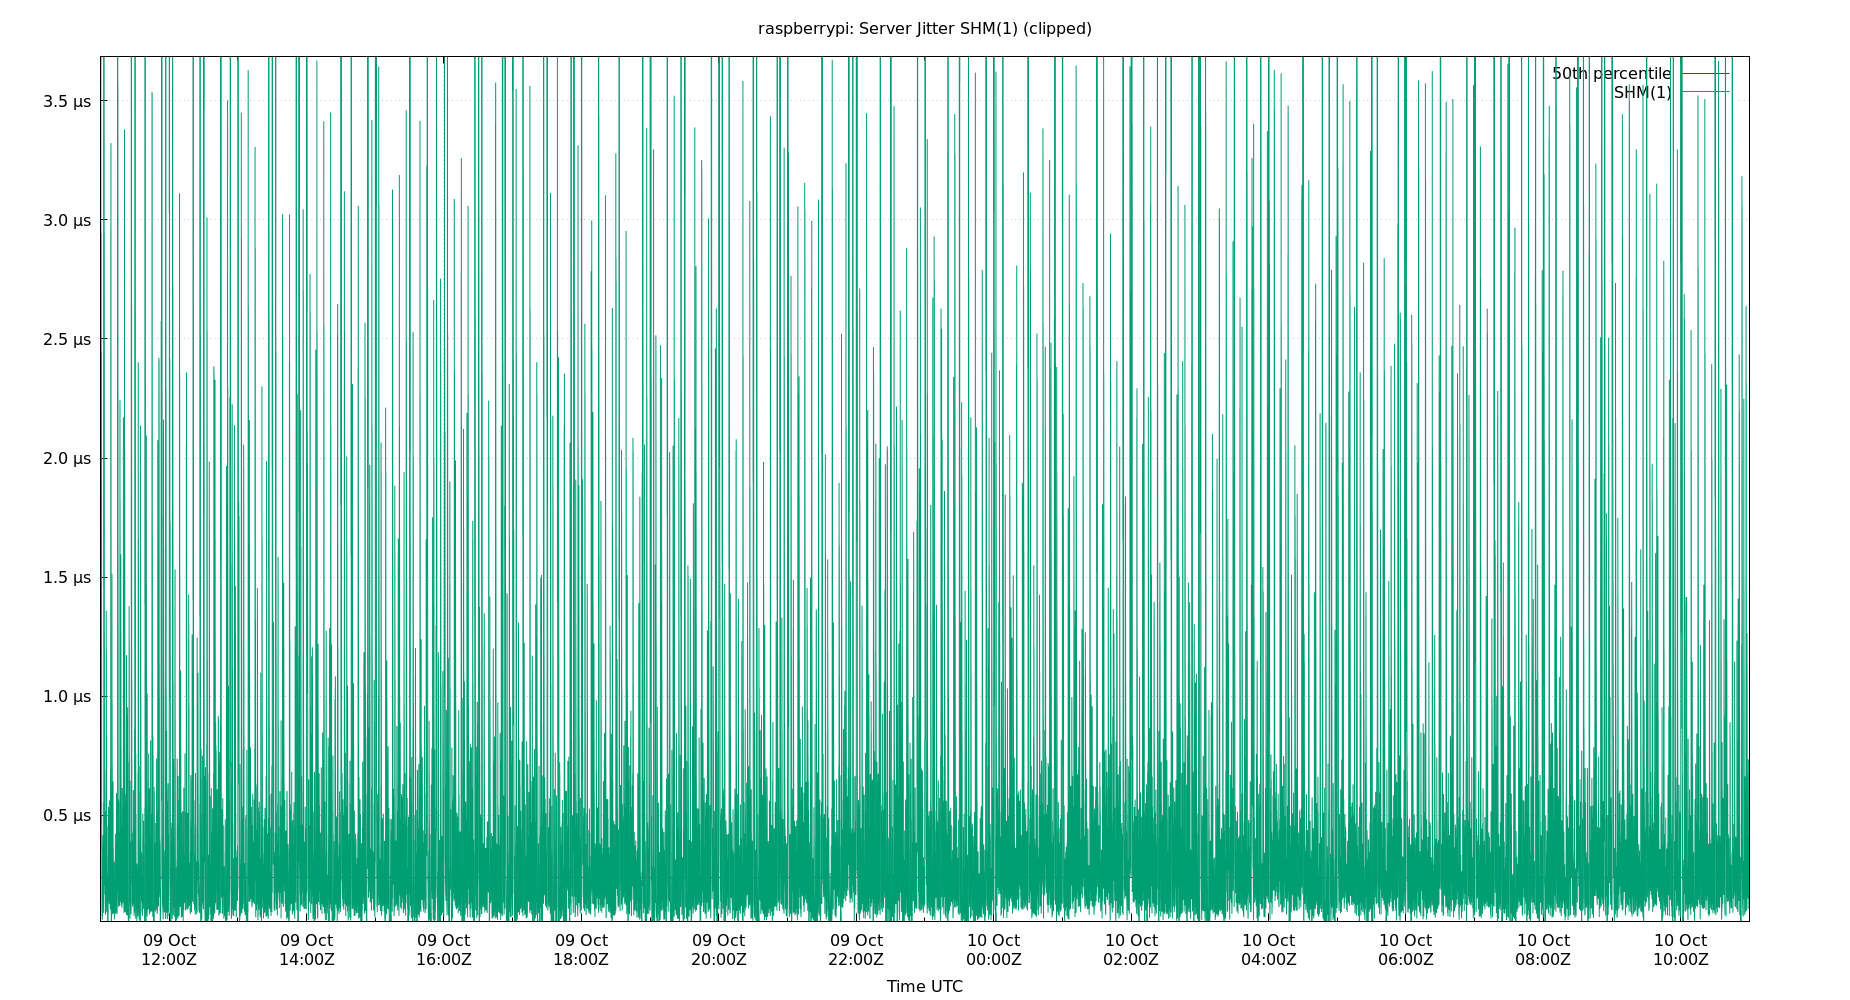 raspberrypi: Server Jitter SHM(1) (clipped)
50th percentile
SHM(1)
3.5 µs
3.0 µs
2.5 µs
2.0 µs
1.5 µs
1.0 µs
0.5 µs
09 Oct 09 Oct 09 Oct 09 Oct 09 Oct 09 Oct 10 Oct 10 Oct 10 Oct 10 Oct 10 Oct 10 Oct
12:00Z 14:00Z 16:00Z 18:00Z 20:00Z 22:00Z 00:00Z 02:00Z 04:00Z 06:00Z 08:00Z 10:00Z
Time UTC